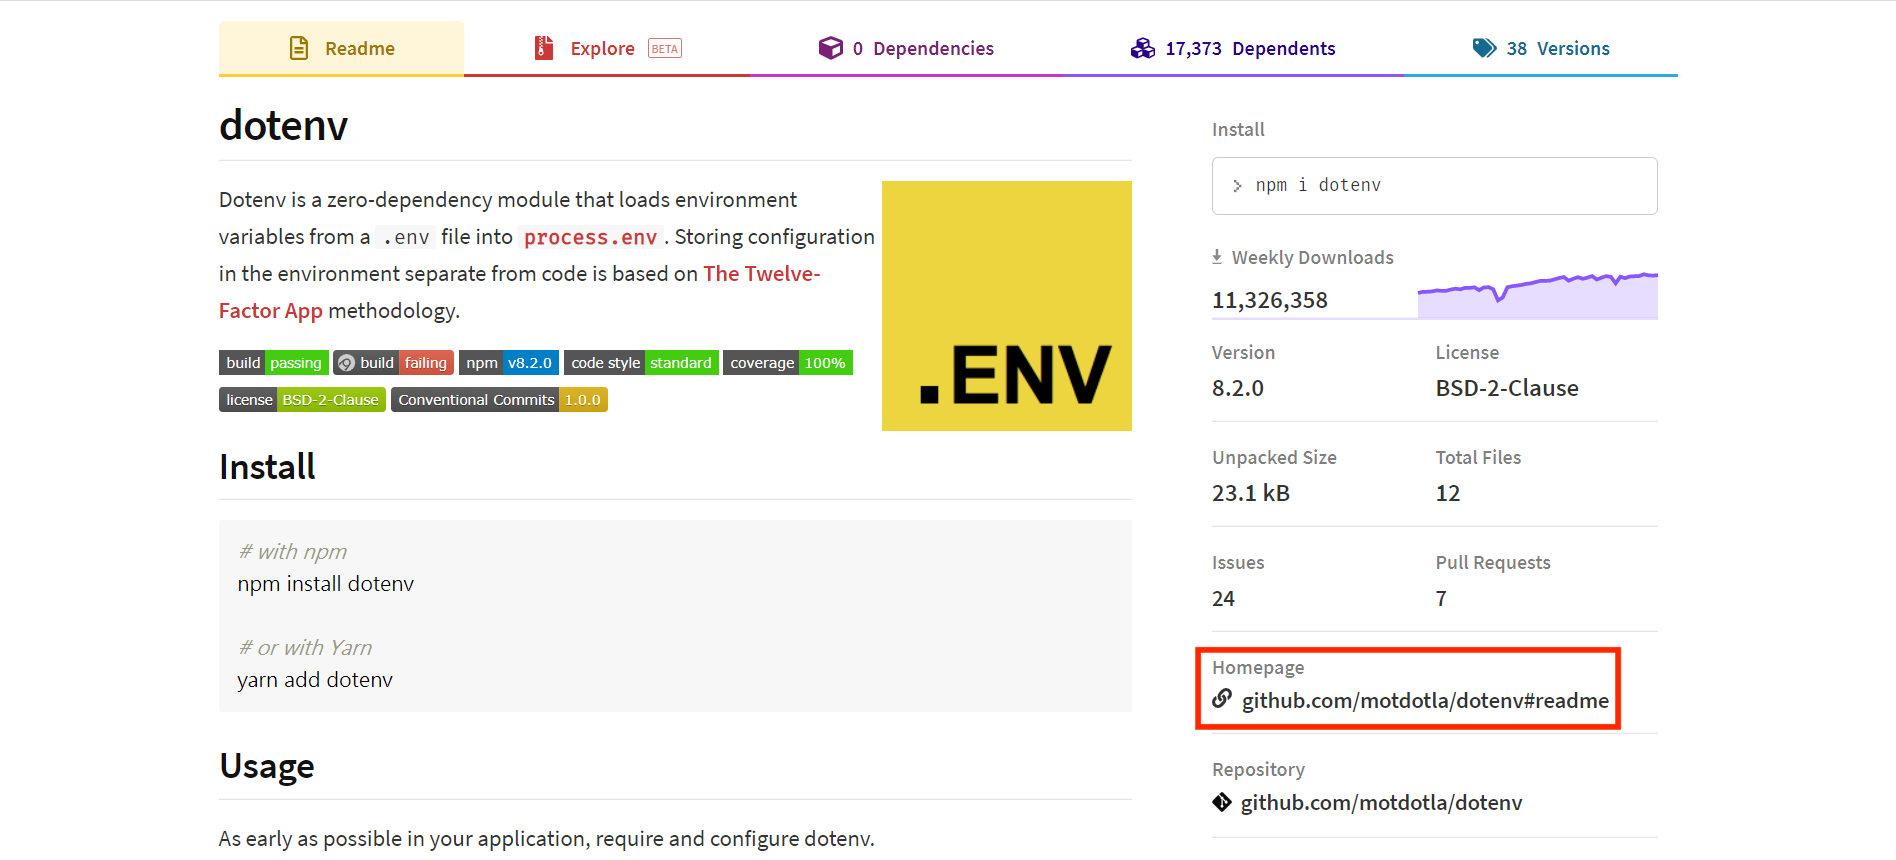 Readme
Explore BETA
0 Dependencies
17,373 Dependents
38 Versions
dotenv
Dotenv is a zero-dependency module that loads environment
variables from a .env file into process.env. Storing configuration
in the environment separate from code is based on The Twelve-
Factor App methodology.
.ENV
build passing build failing npm v8.2.0 code style standard coverage 100%
license BSD-2-Clause Conventional Commits 1.0.0
Install
# with npm
npm install dotenv
# or with Yarn
yarn add dotenv
Usage
As early as possible in your application, require and configure dotenv.
Install
> npm i dotenv
Weekly Downloads
11,326,358
Version
8.2.0
License
BSD-2-Clause
Unpacked Size
23.1 kB
Total Files
12
Issues
24
Pull Requests
7
Homepage
github.com/motdotla/dotenv#readme
Repository
github.com/motdotla/dotenv